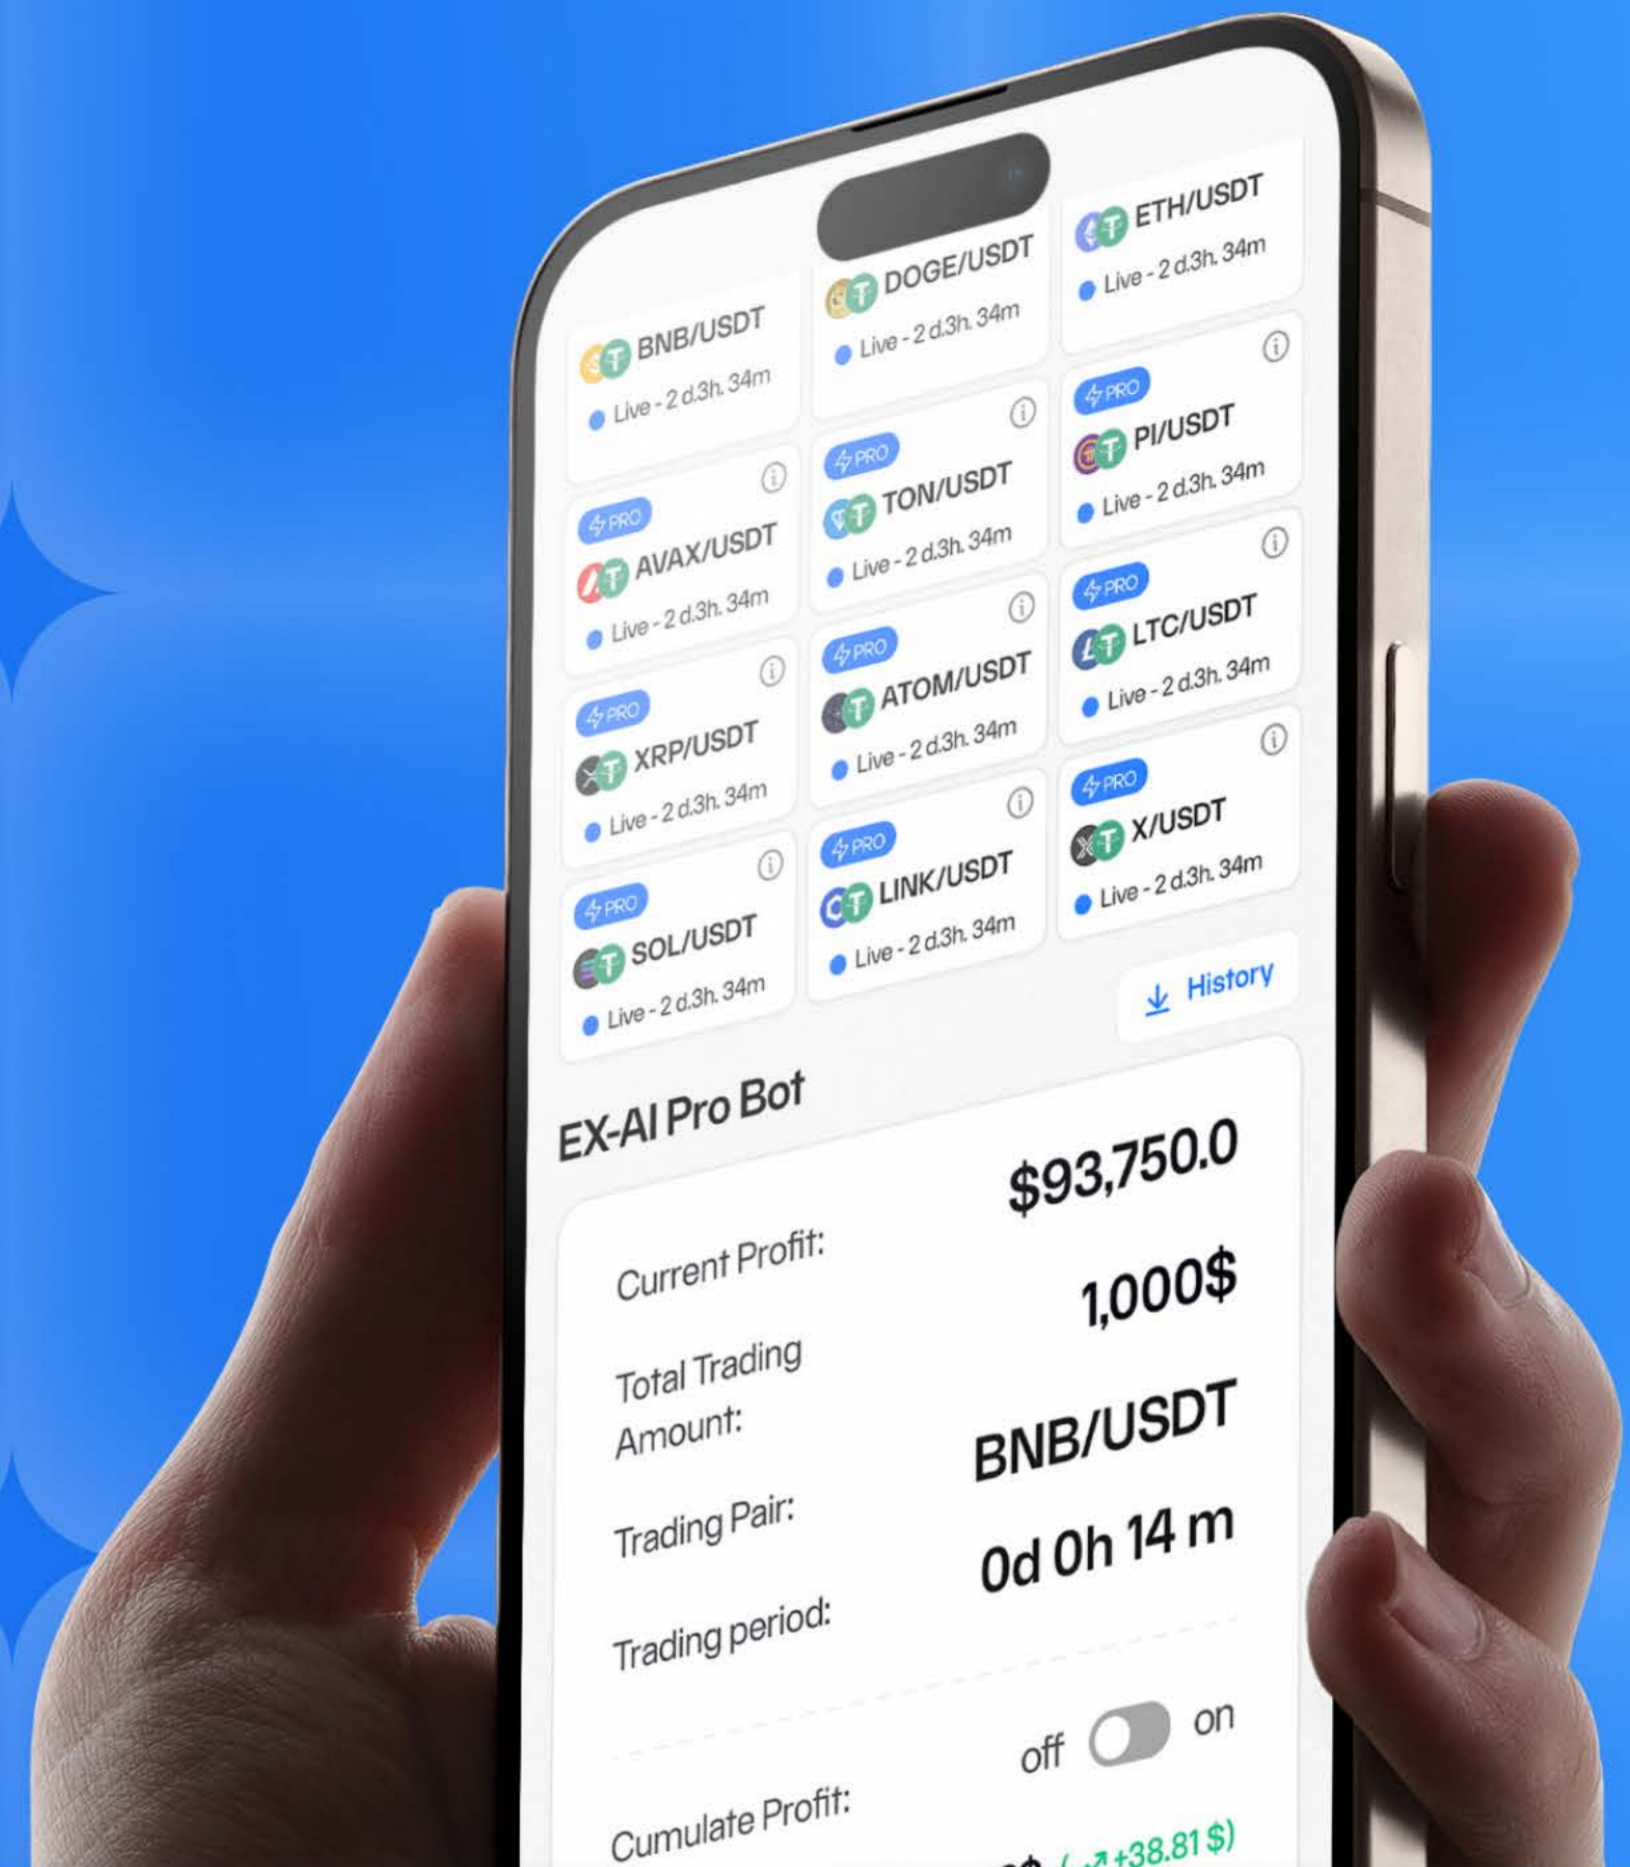 BNB/USDT
Live - 2 d.3h. 34m
DOGE/USDT
Live - 2 d.3h. 34m
ETH/USDT
Live - 2 d.3h. 34m
PRO
AVAX/USDT
Live - 2 d.3h. 34m
PRO
TON/USDT
Live - 2 d.3h. 34m
PRO
PI/USDT
Live - 2 d.3h. 34m
PRO
XRP/USDT
Live - 2 d.3h. 34m
PRO
ATOM/USDT
Live - 2 d.3h. 34m
PRO
LTC/USDT
Live - 2 d.3h. 34m
PRO
SOL/USDT
Live - 2 d.3h. 34m
PRO
LINK/USDT
Live - 2 d.3h. 34m
PRO
X/USDT
Live - 2 d.3h. 34m
History
EX-AI Pro Bot
Current Profit: $93,750.0
Total Trading
Amount: 1,000$
Trading Pair: BNB/USDT
Trading period: 0d 0h 14 m
Cumulate Profit: off on
+38.81 $)